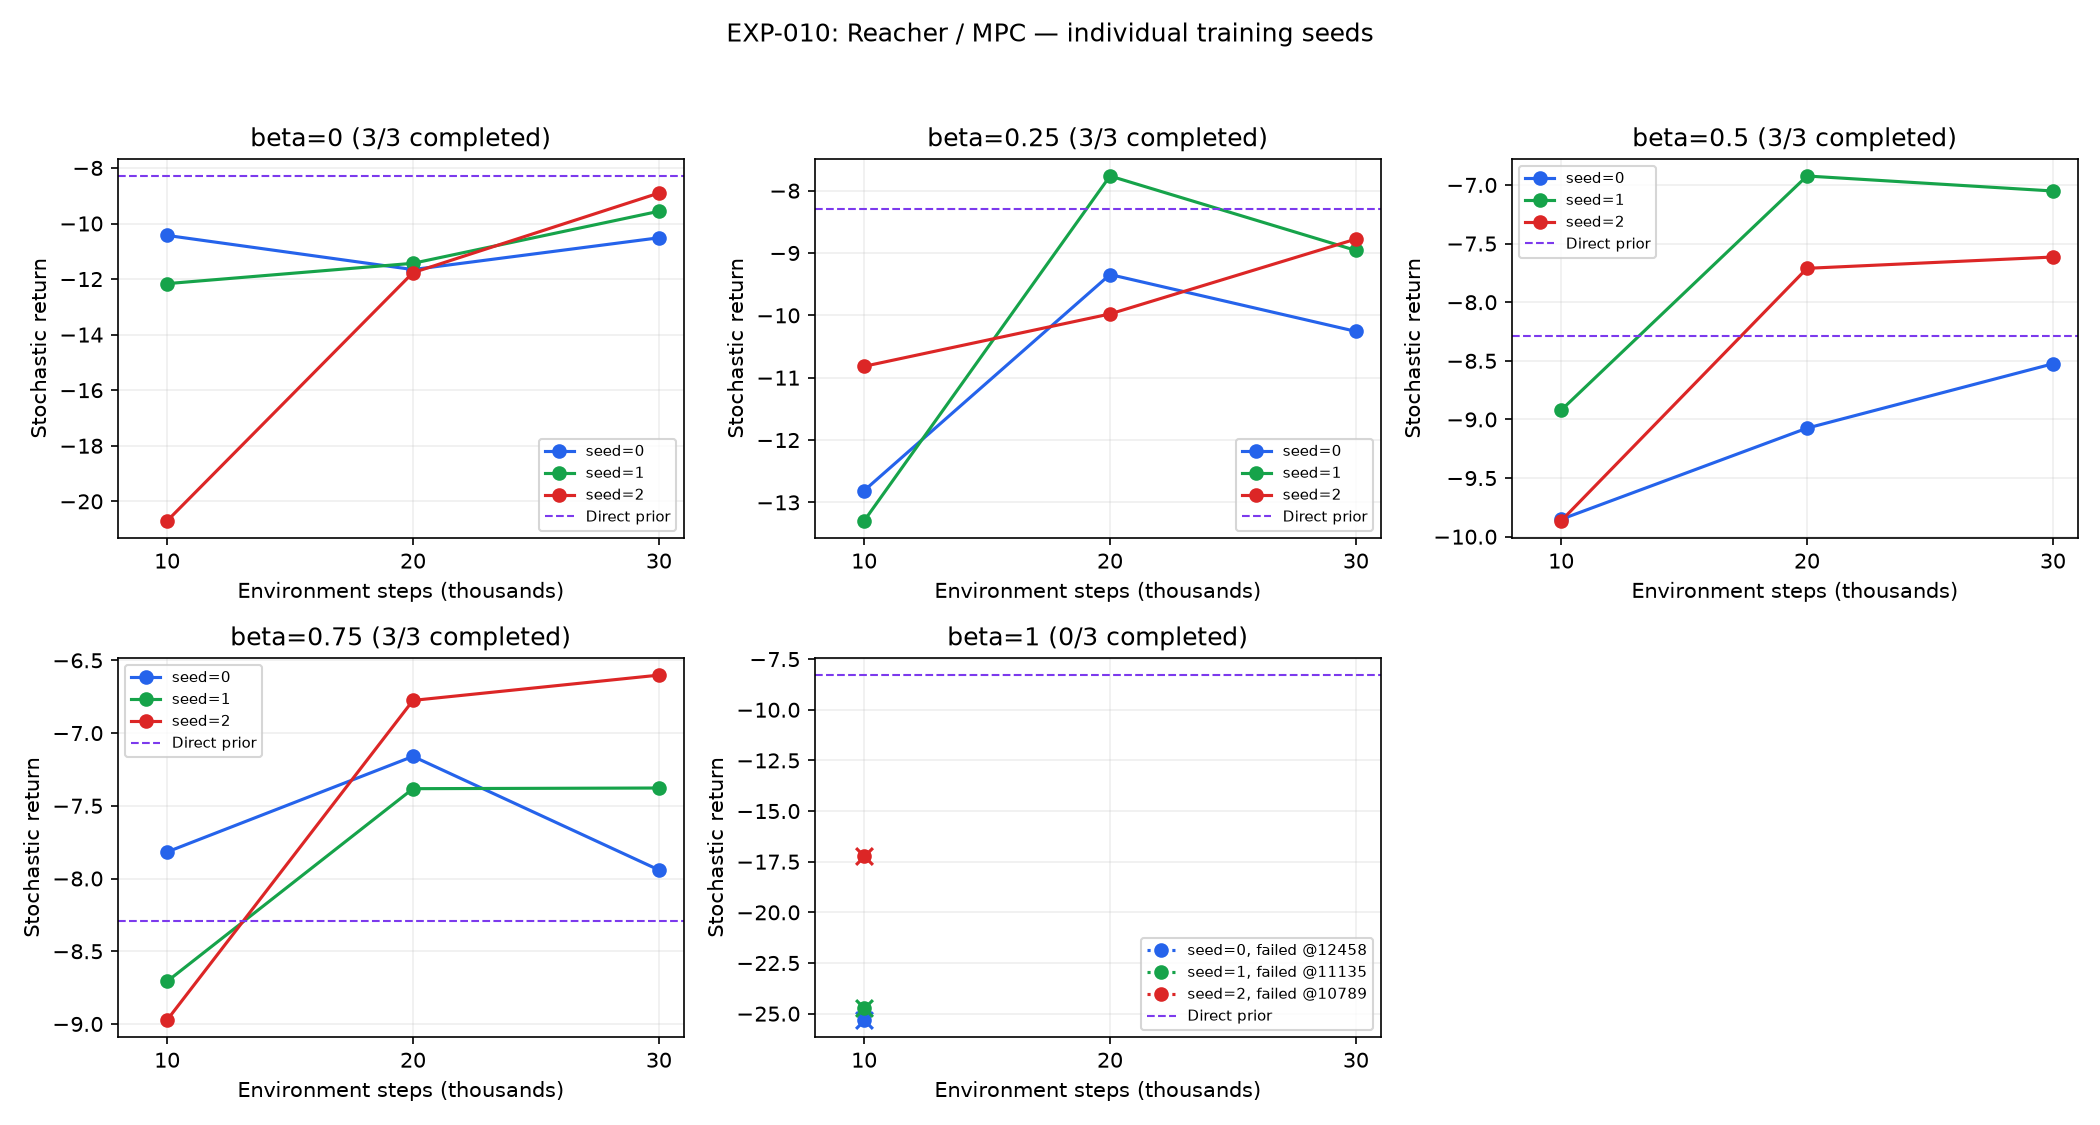 EXP-010: Reacher / MPC — individual training seeds
beta=0 (3/3 completed)
−8
−10
−12
−14
−16
−18
−20
Stochastic return
seed=0
seed=1
seed=2
Direct prior
10
20
30
Environment steps (thousands)
beta=0.25 (3/3 completed)
−8
−9
−10
−11
−12
−13
Stochastic return
seed=0
seed=1
seed=2
Direct prior
10
20
30
Environment steps (thousands)
beta=0.5 (3/3 completed)
−7.0
−7.5
−8.0
−8.5
−9.0
−9.5
−10.0
Stochastic return
seed=0
seed=1
seed=2
Direct prior
10
20
30
Environment steps (thousands)
beta=0.75 (3/3 completed)
−6.5
−7.0
−7.5
−8.0
−8.5
−9.0
Stochastic return
seed=0
seed=1
seed=2
Direct prior
10
20
30
Environment steps (thousands)
beta=1 (0/3 completed)
−7.5
−10.0
−12.5
−15.0
−17.5
−20.0
−22.5
−25.0
Stochastic return
seed=0, failed @12458
seed=1, failed @11135
seed=2, failed @10789
Direct prior
10
20
30
Environment steps (thousands)